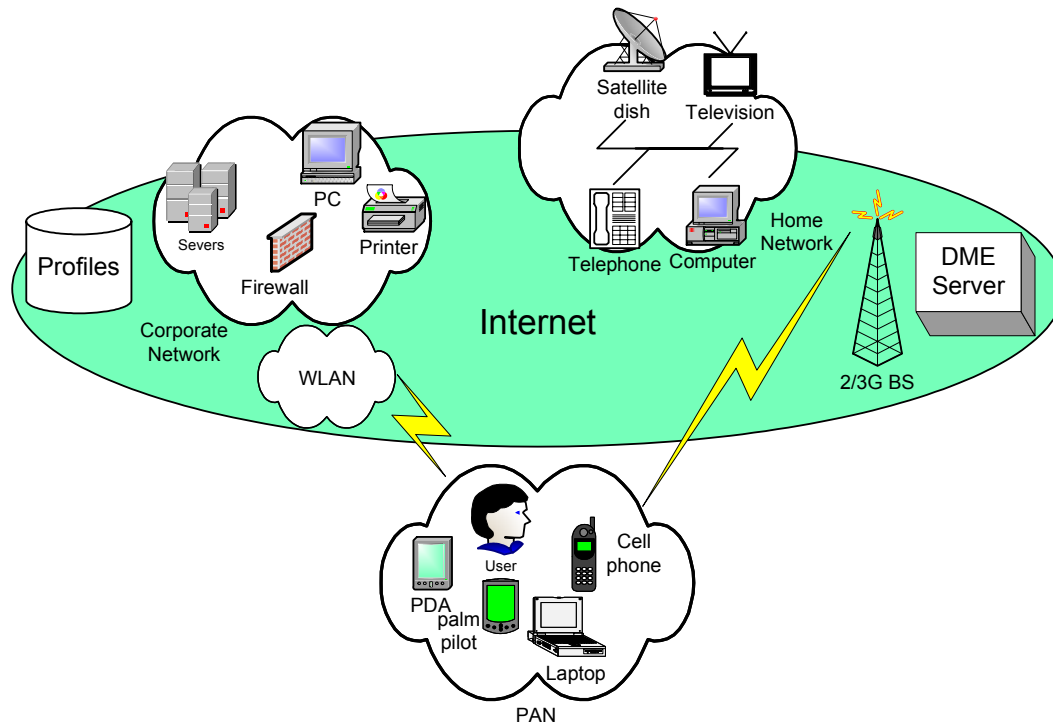 Satellite
dish
Television
PC
Severs
Printer
Profiles
Firewall
Telephone
Computer
Home
Network
DME
Server
Corporate
Network
Internet
WLAN
2/3G BS
User
Cell
phone
PDA
palm
pilot
Laptop
PAN